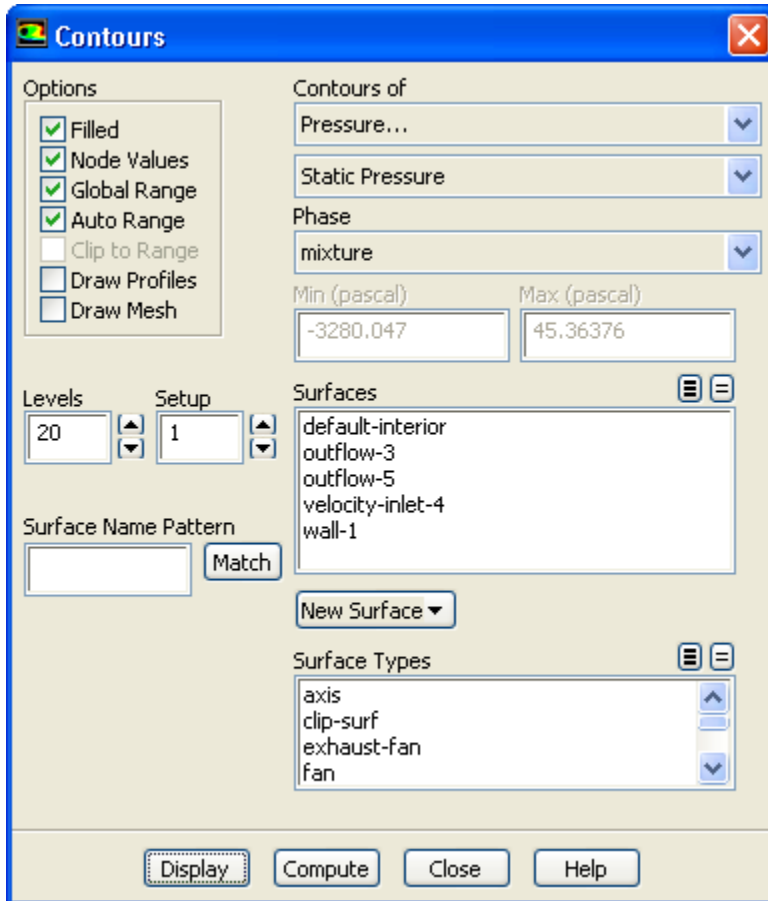 Contours
Options
Filled
Node Values
Global Range
Auto Range
Clip to Range
Draw Profiles
Draw Mesh
Contours of
Pressure...
Static Pressure
Phase
mixture
Min (pascal) Max (pascal)
-3280.047 45.36376
Levels Setup
20 1
Surface Name Pattern
Match
Surfaces
default-interior
outflow-3
outflow-5
velocity-inlet-4
wall-1
New Surface
Surface Types
axis
clip-surf
exhaust-fan
fan
Display Compute Close Help